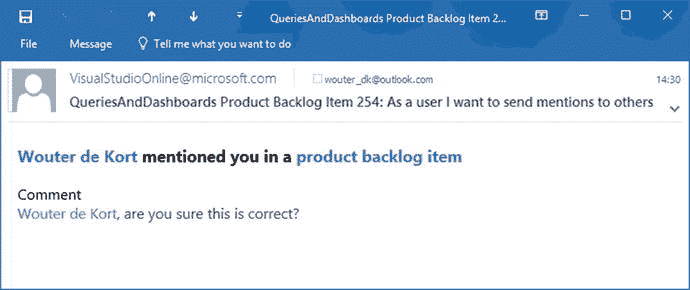 QueriesAndDashboards Product Backlog Item 2...
File Message Tell me what you want to do
VisualStudioOnline@microsoft.com wouter_dk@outlook.com 14:30
QueriesAndDashboards Product Backlog Item 254: As a user I want to send mentions to others
Wouter de Kort mentioned you in a product backlog item
Comment
Wouter de Kort, are you sure this is correct?